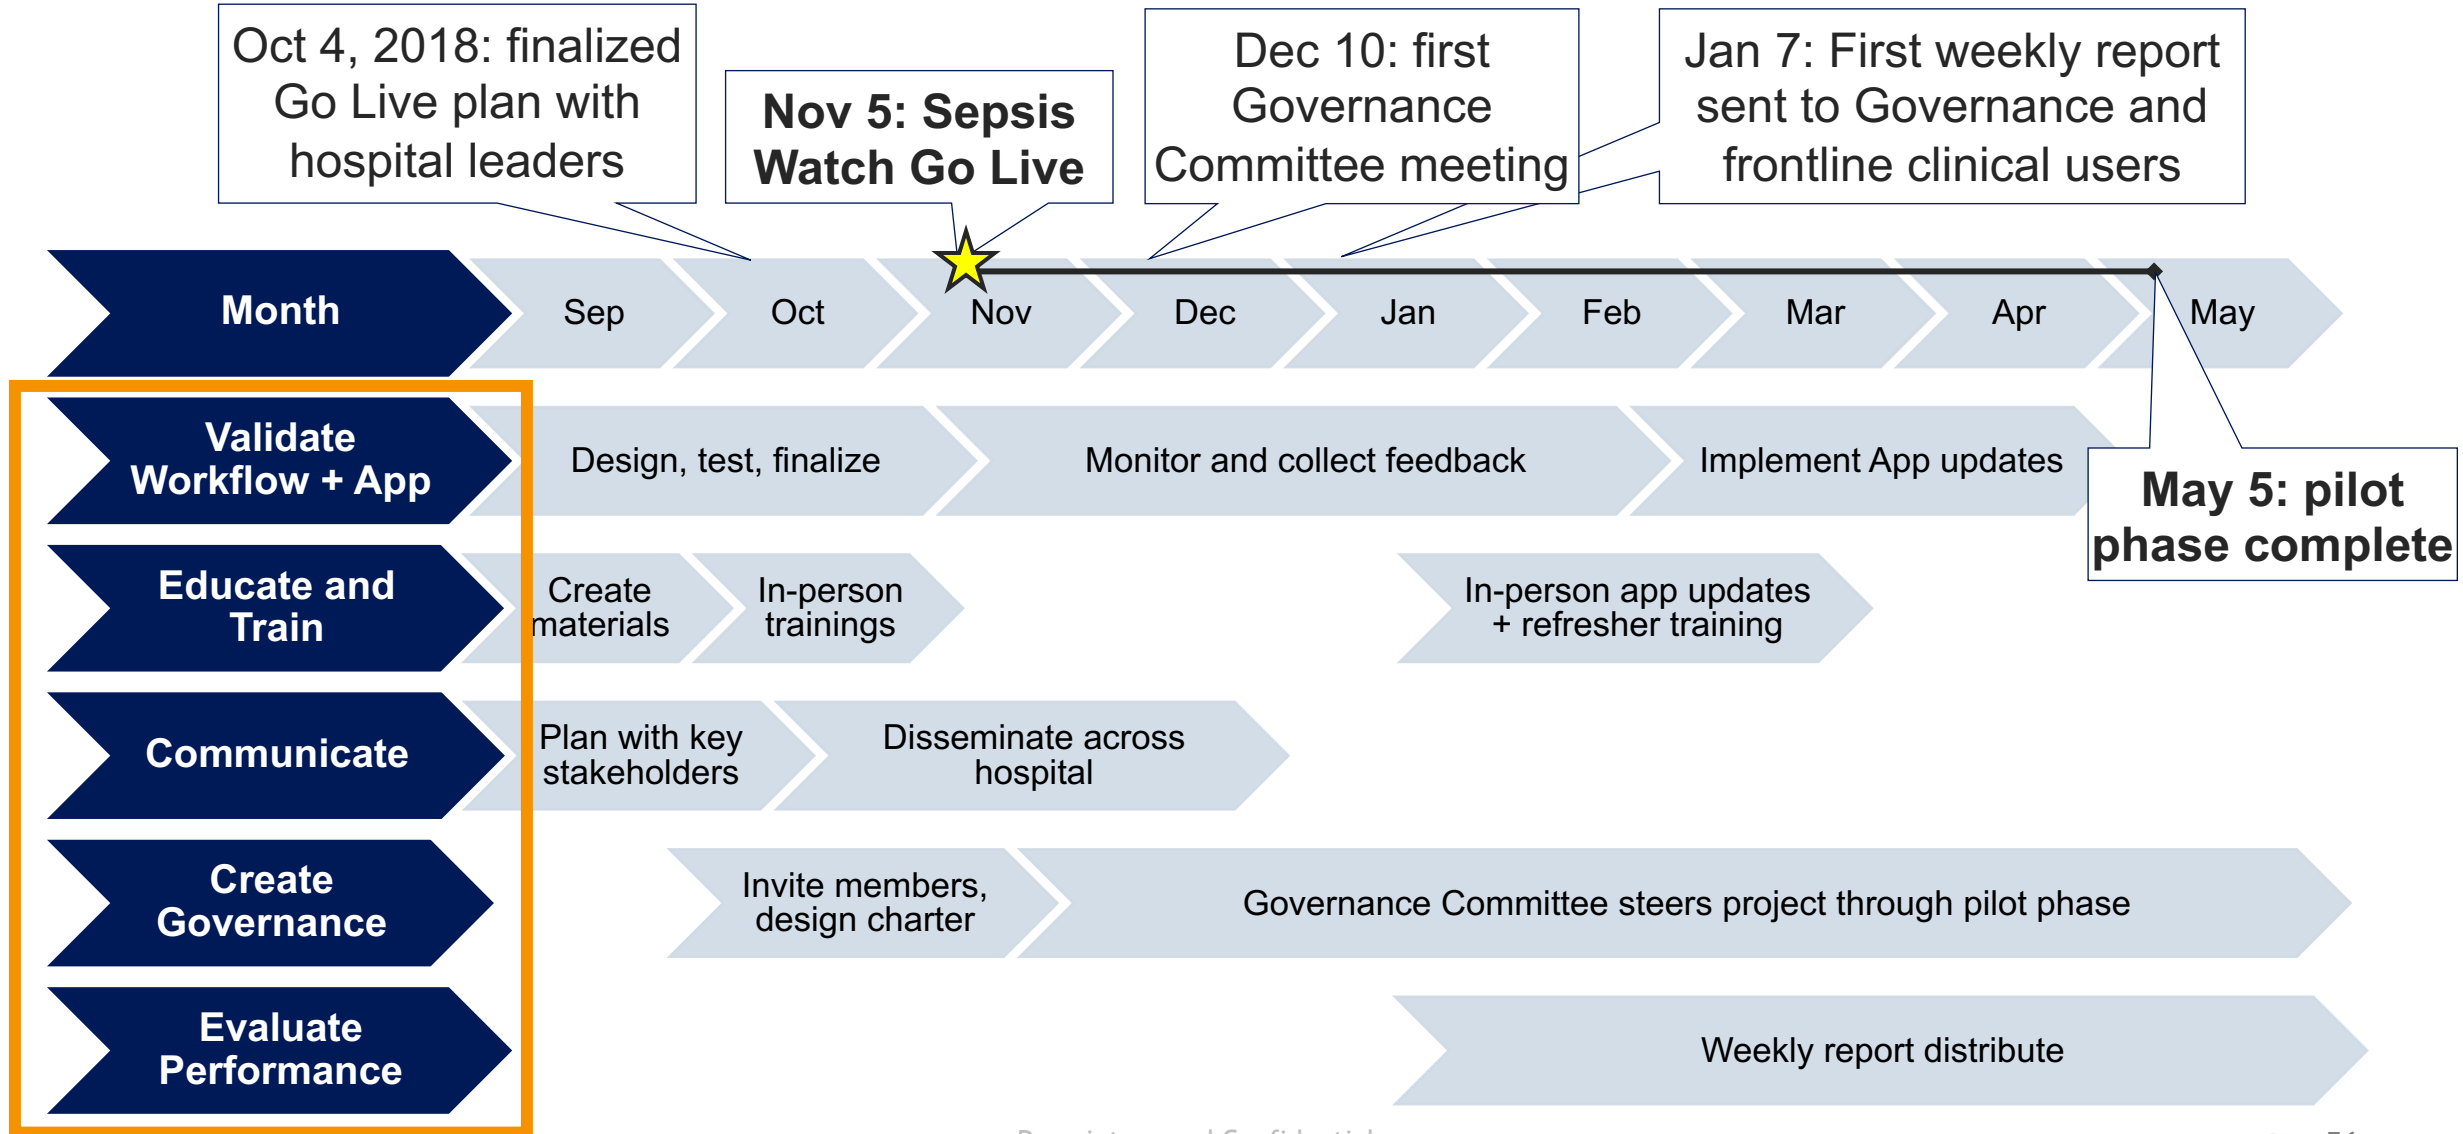 Oct 4, 2018: finalized
Go Live plan with
hospital leaders
Nov 5: Sepsis
Watch Go Live
Dec 10: first
Governance
Committee meeting
Jan 7: First weekly report
sent to Governance and
frontline clinical users
Month
Sep
Oct
Nov
Dec
Jan
Feb
Mar
Apr
May
Validate
Workflow + App
Design, test, finalize
Monitor and collect feedback
Implement App updates
May 5: pilot
phase complete
Educate and
Train
Create
materials
In-person
trainings
In-person app updates
+ refresher training
Communicate
Plan with key
stakeholders
Disseminate across
hospital
Create
Governance
Invite members,
design charter
Governance Committee steers project through pilot phase
Evaluate
Performance
Weekly report distribute